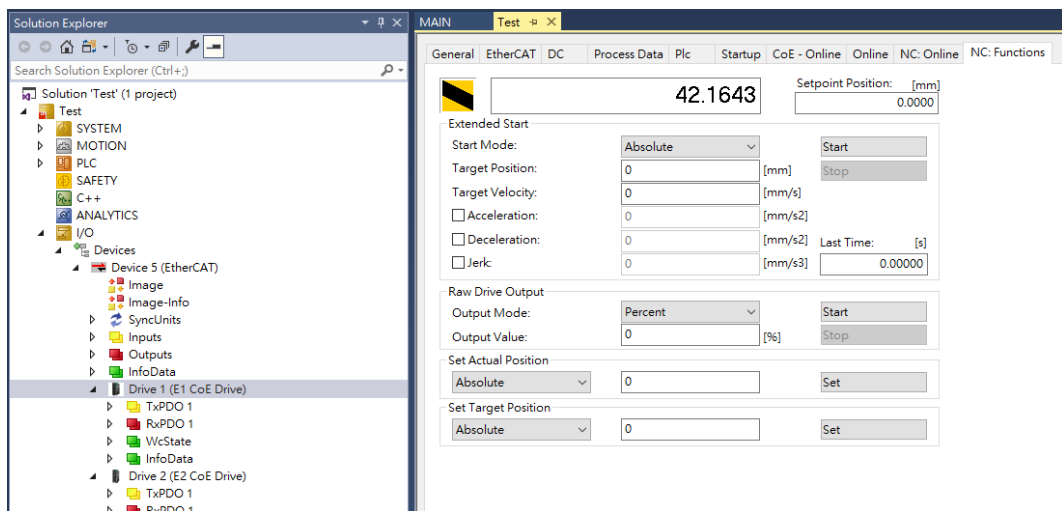 Solution Explorer
Search Solution Explorer (Ctrl+;)
Solution 'Test' (1 project)
Test
SYSTEM
MOTION
PLC
SAFETY
C++
ANALYTICS
I/O
Devices
Device 5 (EtherCAT)
Image
Image-Info
SyncUnits
Inputs
Outputs
InfoData
Drive 1 (E1 CoE Drive)
TxPDO 1
RxPDO 1
WcState
InfoData
Drive 2 (E2 CoE Drive)
TxPDO 1
RxPDO 1
MAIN Test
General EtherCAT DC Process Data Plc Startup CoE - Online Online NC: Online NC: Functions
42.1643
Setpoint Position: [mm]
0.0000
Extended Start
Start Mode: Absolute Start
Target Position: 0 [mm] Stop
Target Velocity: 0 [mm/s]
Acceleration: 0 [mm/s2]
Deceleration: 0 [mm/s2] Last Time: [s]
Jerk: 0 [mm/s3] 0.00000
Raw Drive Output
Output Mode: Percent Start
Output Value: 0 [%] Stop
Set Actual Position
Absolute 0 Set
Set Target Position
Absolute 0 Set